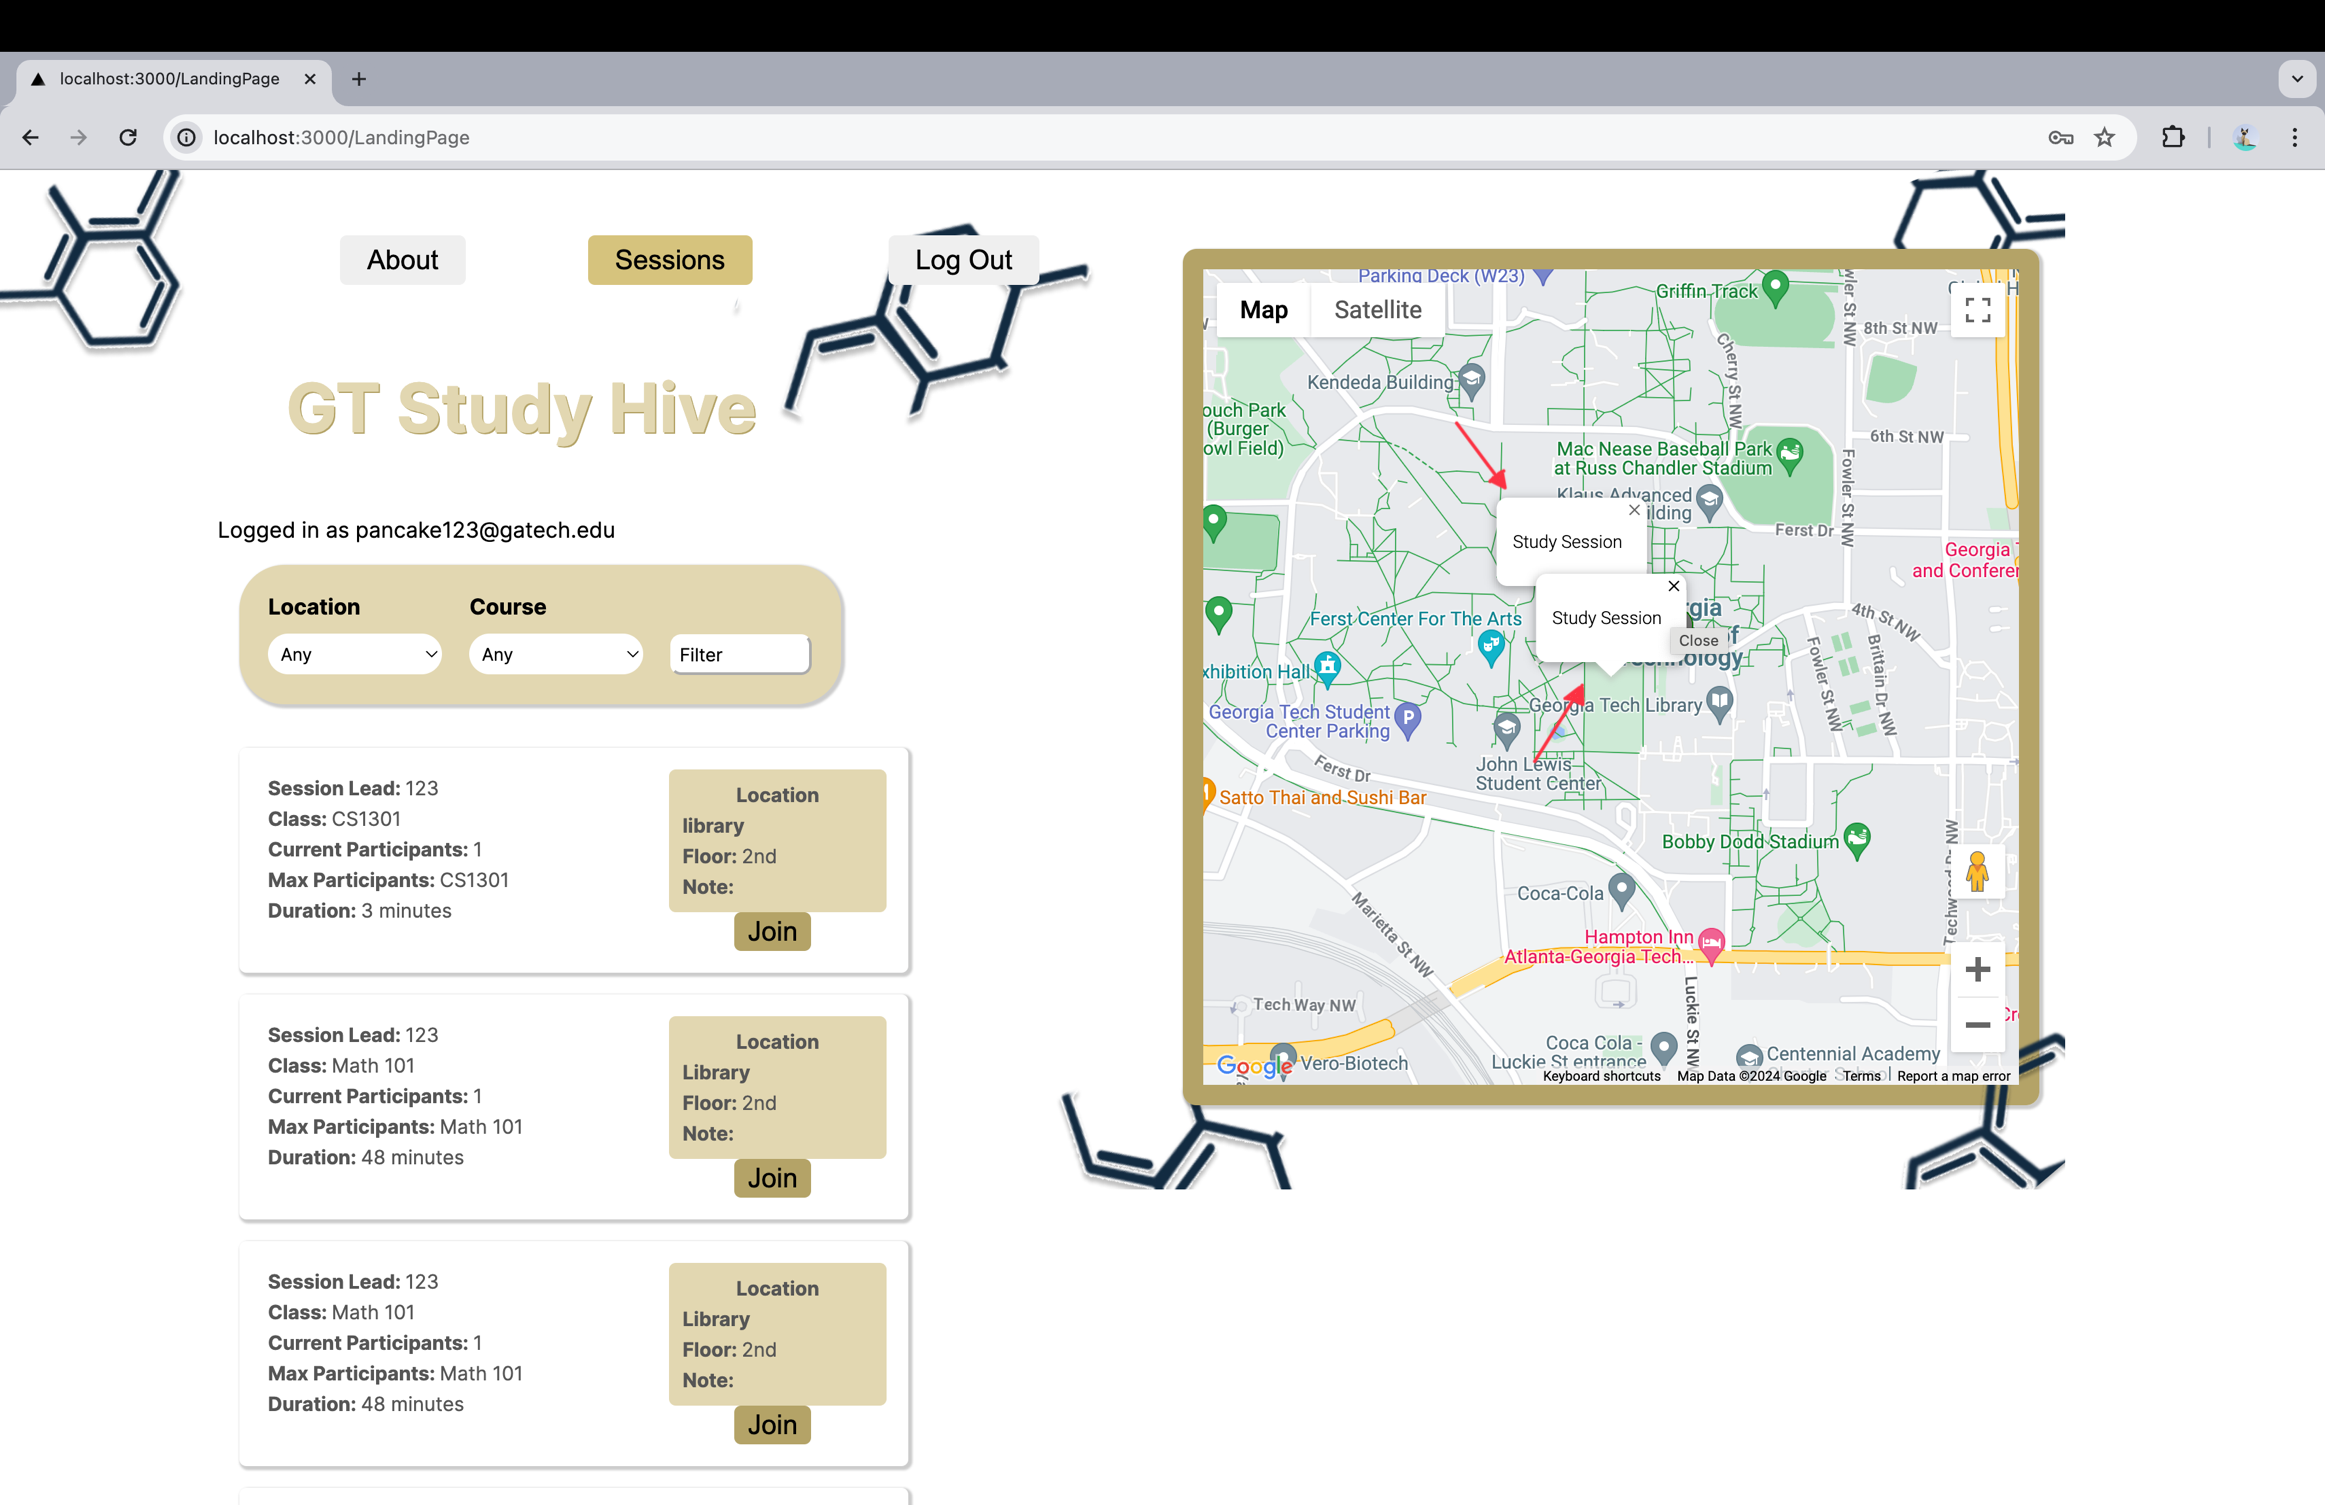 localhost:3000/LandingPage
localhost:3000/LandingPage
About
Sessions
Log Out
GT Study Hive
Logged in as pancake123@gatech.edu
Location
Course
Any
Any
Filter
Session Lead: 123
Class: CS1301
Current Participants: 1
Max Participants: CS1301
Duration: 3 minutes
Location
library
Floor: 2nd
Note:
Join
Session Lead: 123
Class: Math 101
Current Participants: 1
Max Participants: Math 101
Duration: 48 minutes
Location
Library
Floor: 2nd
Note:
Join
Session Lead: 123
Class: Math 101
Current Participants: 1
Max Participants: Math 101
Duration: 48 minutes
Location
Library
Floor: 2nd
Note:
Join
Parking Deck (W23)
Map
Satellite
Griffin Track
8th St NW
Cherry St NW
Kendeda Building
ouch Park
(Burger
owl Field)
6th St NW
Mac Nease Baseball Park
at Russ Chandler Stadium
Fowler St NW
Klaus Advanced
ilding
Ferst Dr
Study Session
Georgia
and Conferen
Study Session
Close
Ferst Center For The Arts
4th St NW
Fowler St NW
Brittain Dr NW
xhibition Hall
Georgia Tech Library
Georgia Tech Student
Center Parking
P
John Lewis
Student Center
Ferst Dr
Satto Thai and Sushi Bar
Bobby Dodd Stadium
Coca-Cola
Marietta St NW
Hampton Inn
Atlanta-Georgia Tech...
Luckie St NW
Tech Way NW
Coca Cola -
Luckie St entrance
Centennial Academy
Vero-Biotech
Google
Keyboard shortcuts
Map Data ©2024 Google
Terms
Report a map error